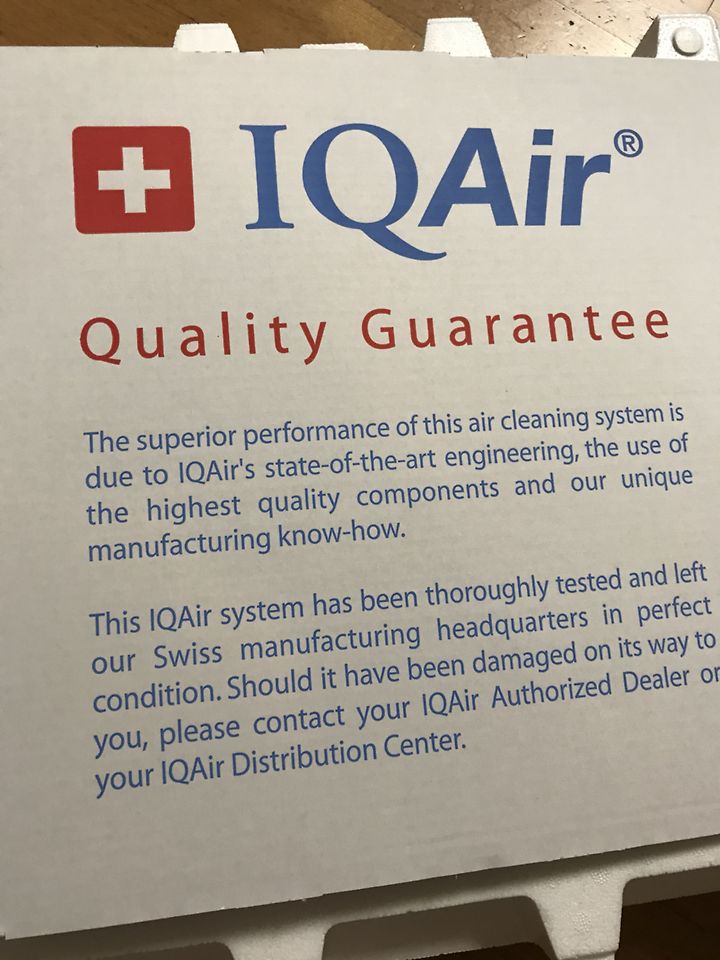 IQAir®
Quality Guarantee
The superior performance of this air cleaning system is
due to IQAir's state-of-the-art engineering, the use of
the highest quality components and our unique
manufacturing know-how.
This IQAir system has been thoroughly tested and left
our Swiss manufacturing headquarters in perfect
condition. Should it have been damaged on its way to
you, please contact your IQAir Authorized Dealer or
your IQAir Distribution Center.